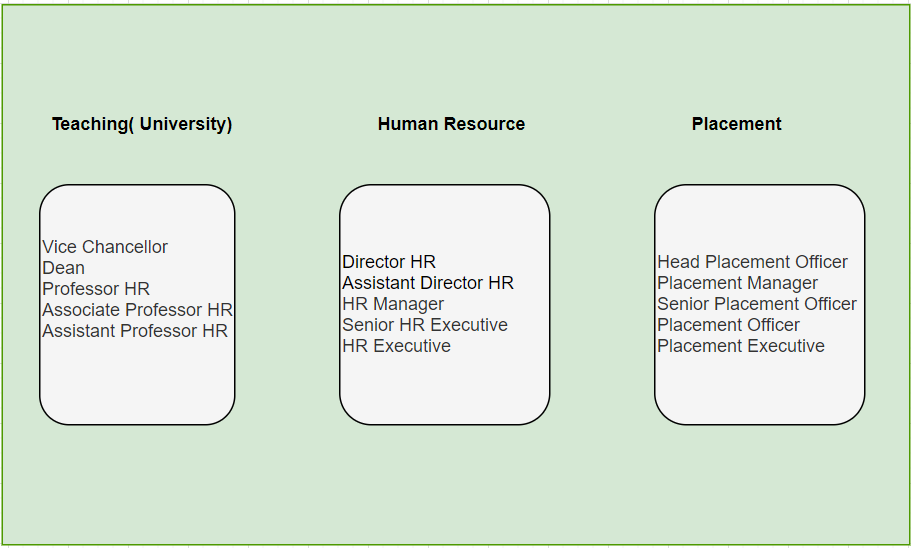 Teaching( University)
Vice Chancellor
Dean
Professor HR
Associate Professor HR
Assistant Professor HR
Human Resource
Director HR
Assistant Director HR
HR Manager
Senior HR Executive
HR Executive
Placement
Head Placement Officer
Placement Manager
Senior Placement Officer
Placement Officer
Placement Executive